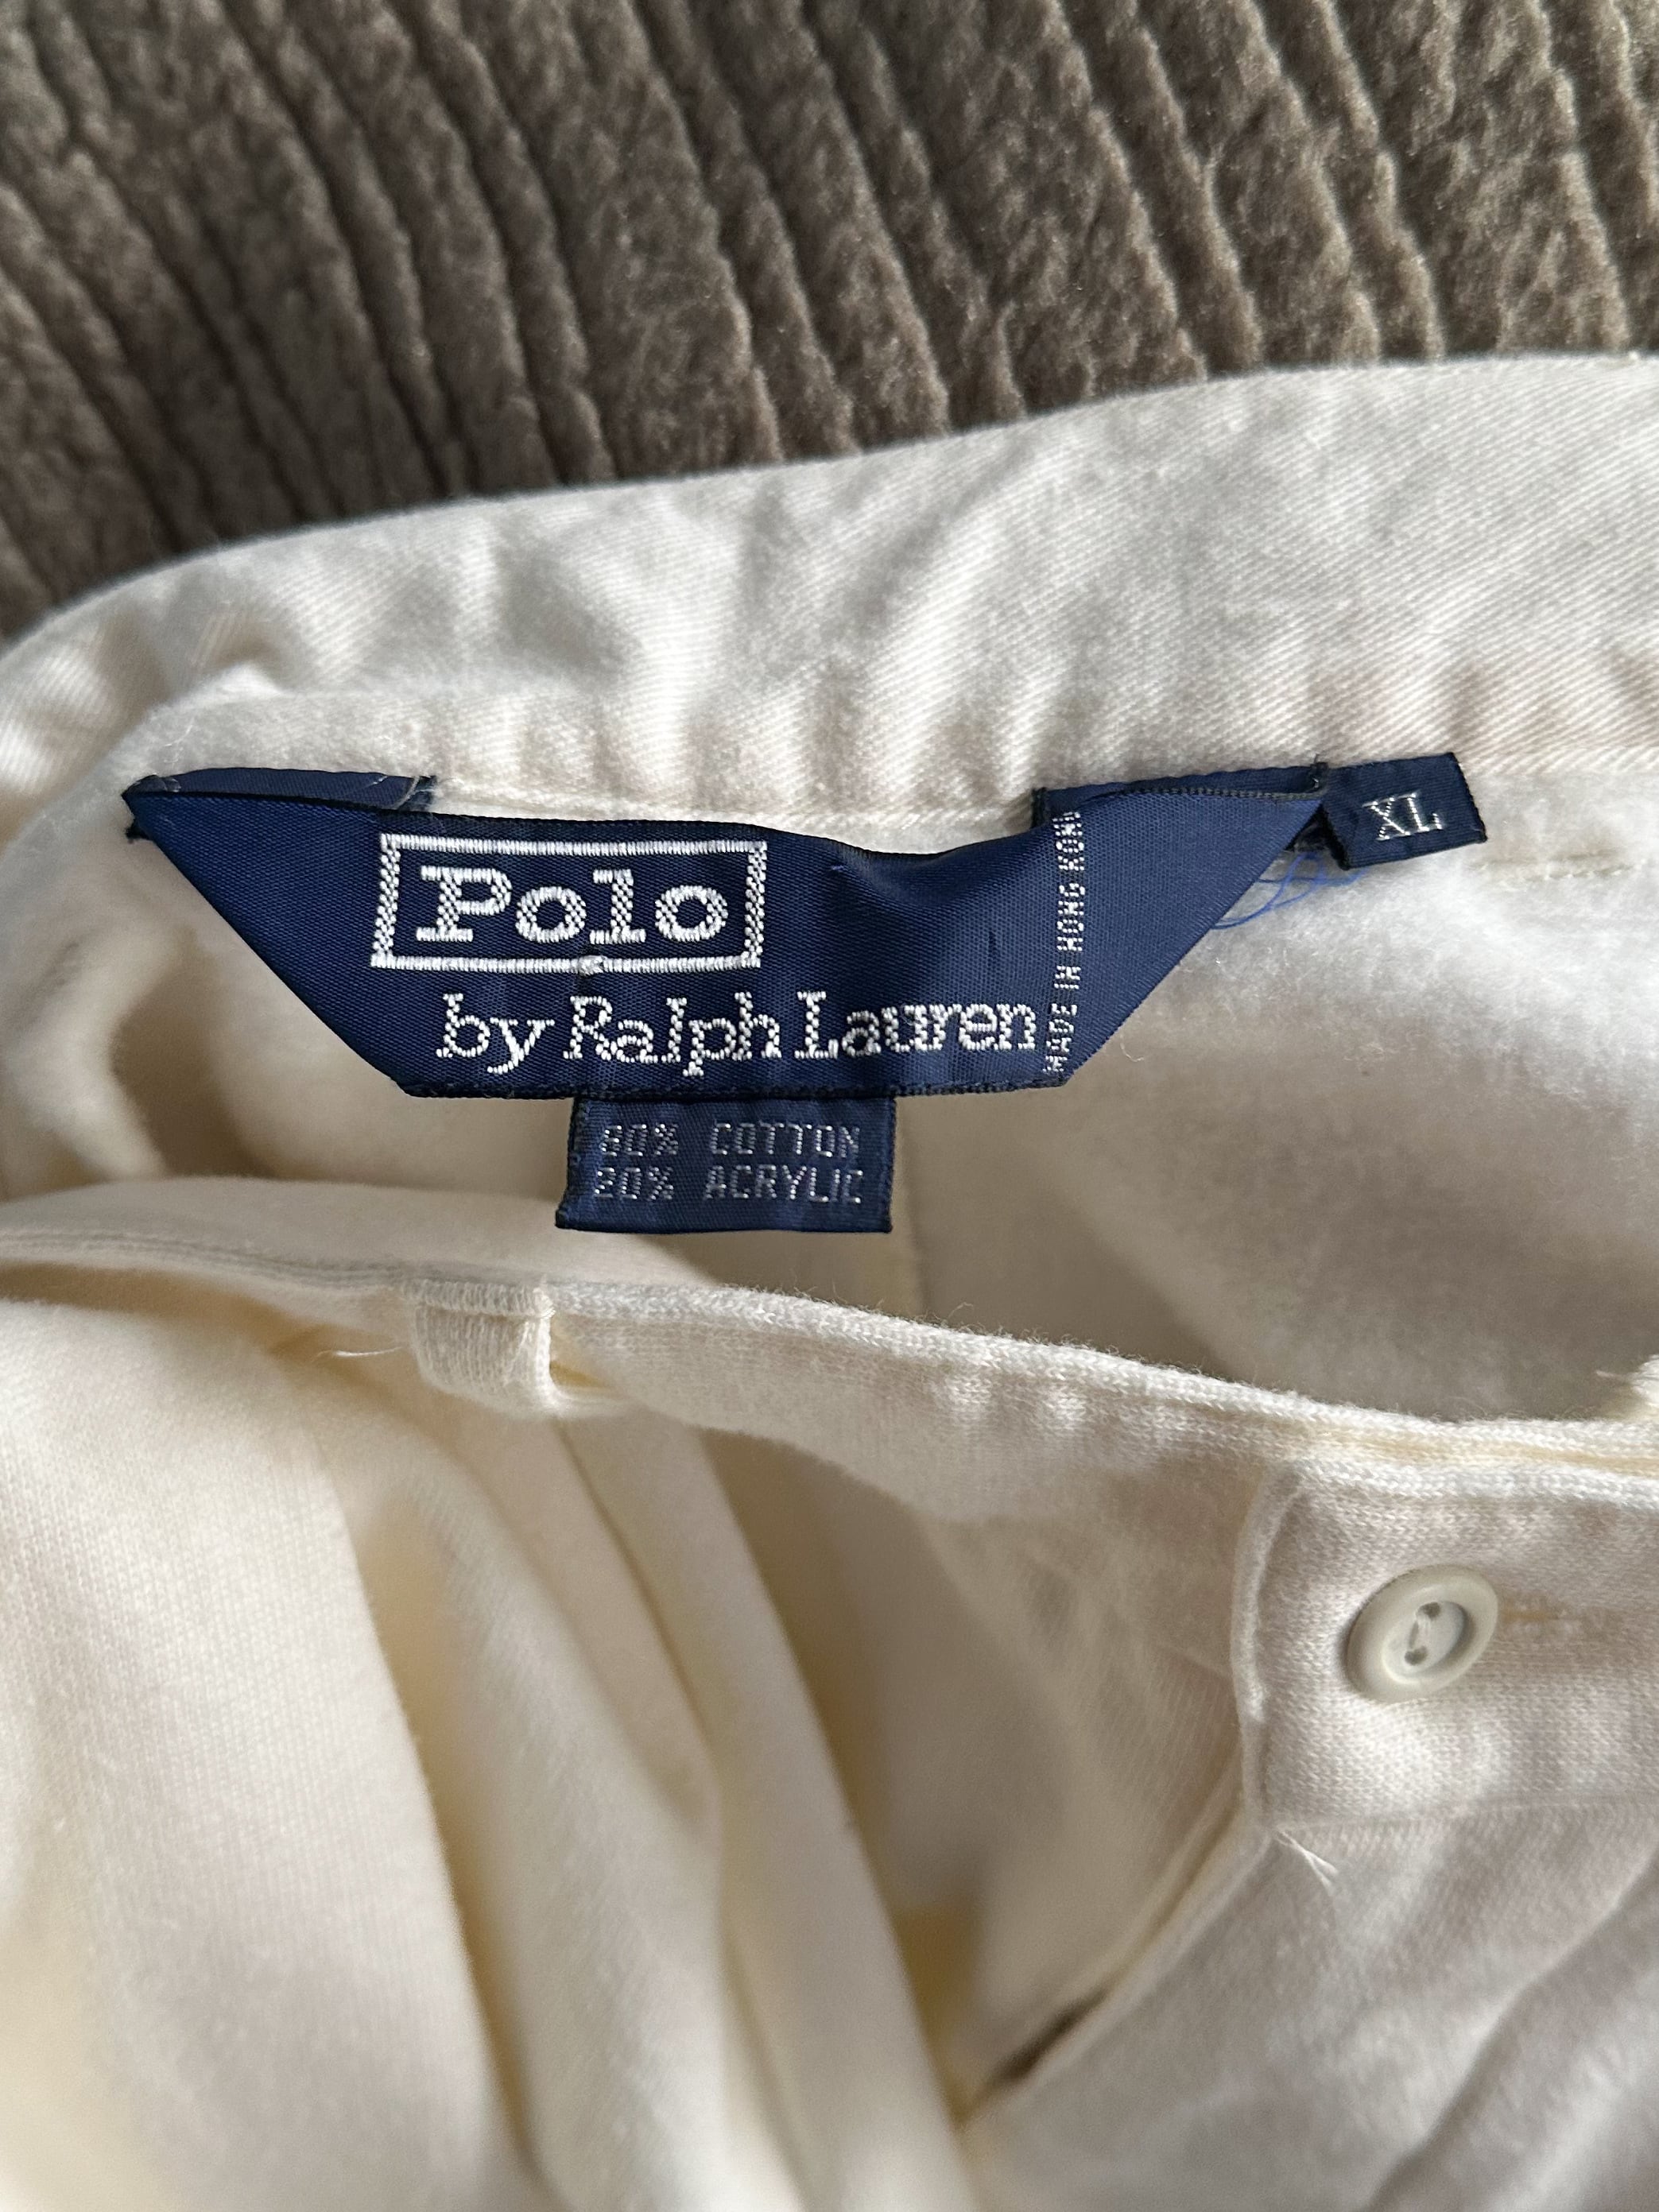 Polo
by Ralph Lauren
MADE IN HONG KONG
XL
80% COTTON
20% ACRYLIC